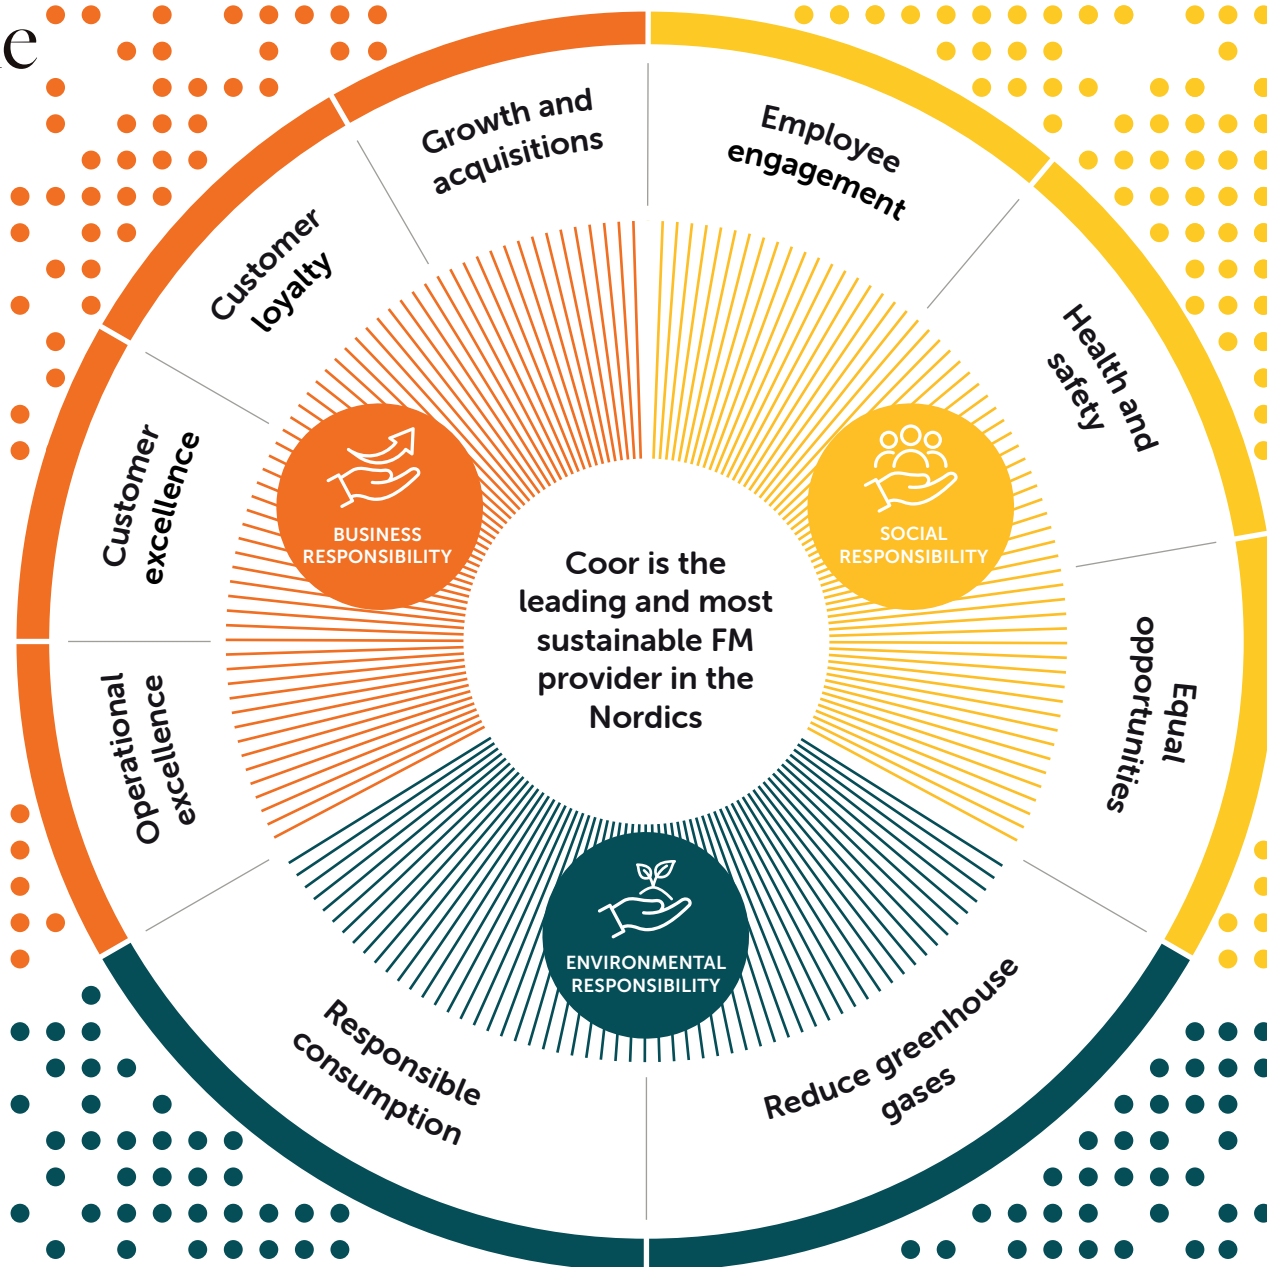 e
Growth and
acquisitions
Employee
engagement
Customer
loyalty
Health and
safety
Customer
excellence
BUSINESS
RESPONSIBILITY
SOCIAL
RESPONSIBILITY
Coor is the
leading and most
sustainable FM
provider in the
Nordics
Operational
excellence
Equal
opportunities
ENVIRONMENTAL
RESPONSIBILITY
Responsible
consumption
Reduce greenhouse
gases